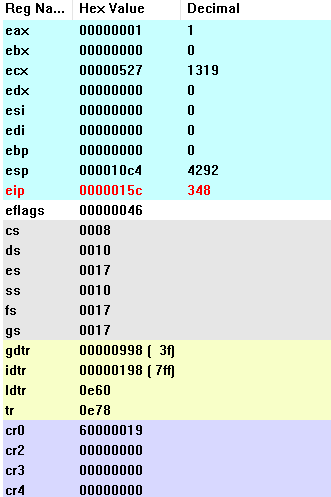 Reg Na... Hex Value Decimal
eax 00000001 1
ebx 00000000 0
ecx 00000527 1319
edx 00000000 0
esi 00000000 0
edi 00000000 0
ebp 00000000 0
esp 000010c4 4292
eip 0000015c 348
eflags 00000046
cs 0008
ds 0010
es 0017
ss 0010
fs 0017
gs 0017
gdtr 00000998 ( 3f)
idtr 00000198 ( 7ff)
ldtr 0e60
tr 0e78
cr0 60000019
cr2 00000000
cr3 00000000
cr4 00000000